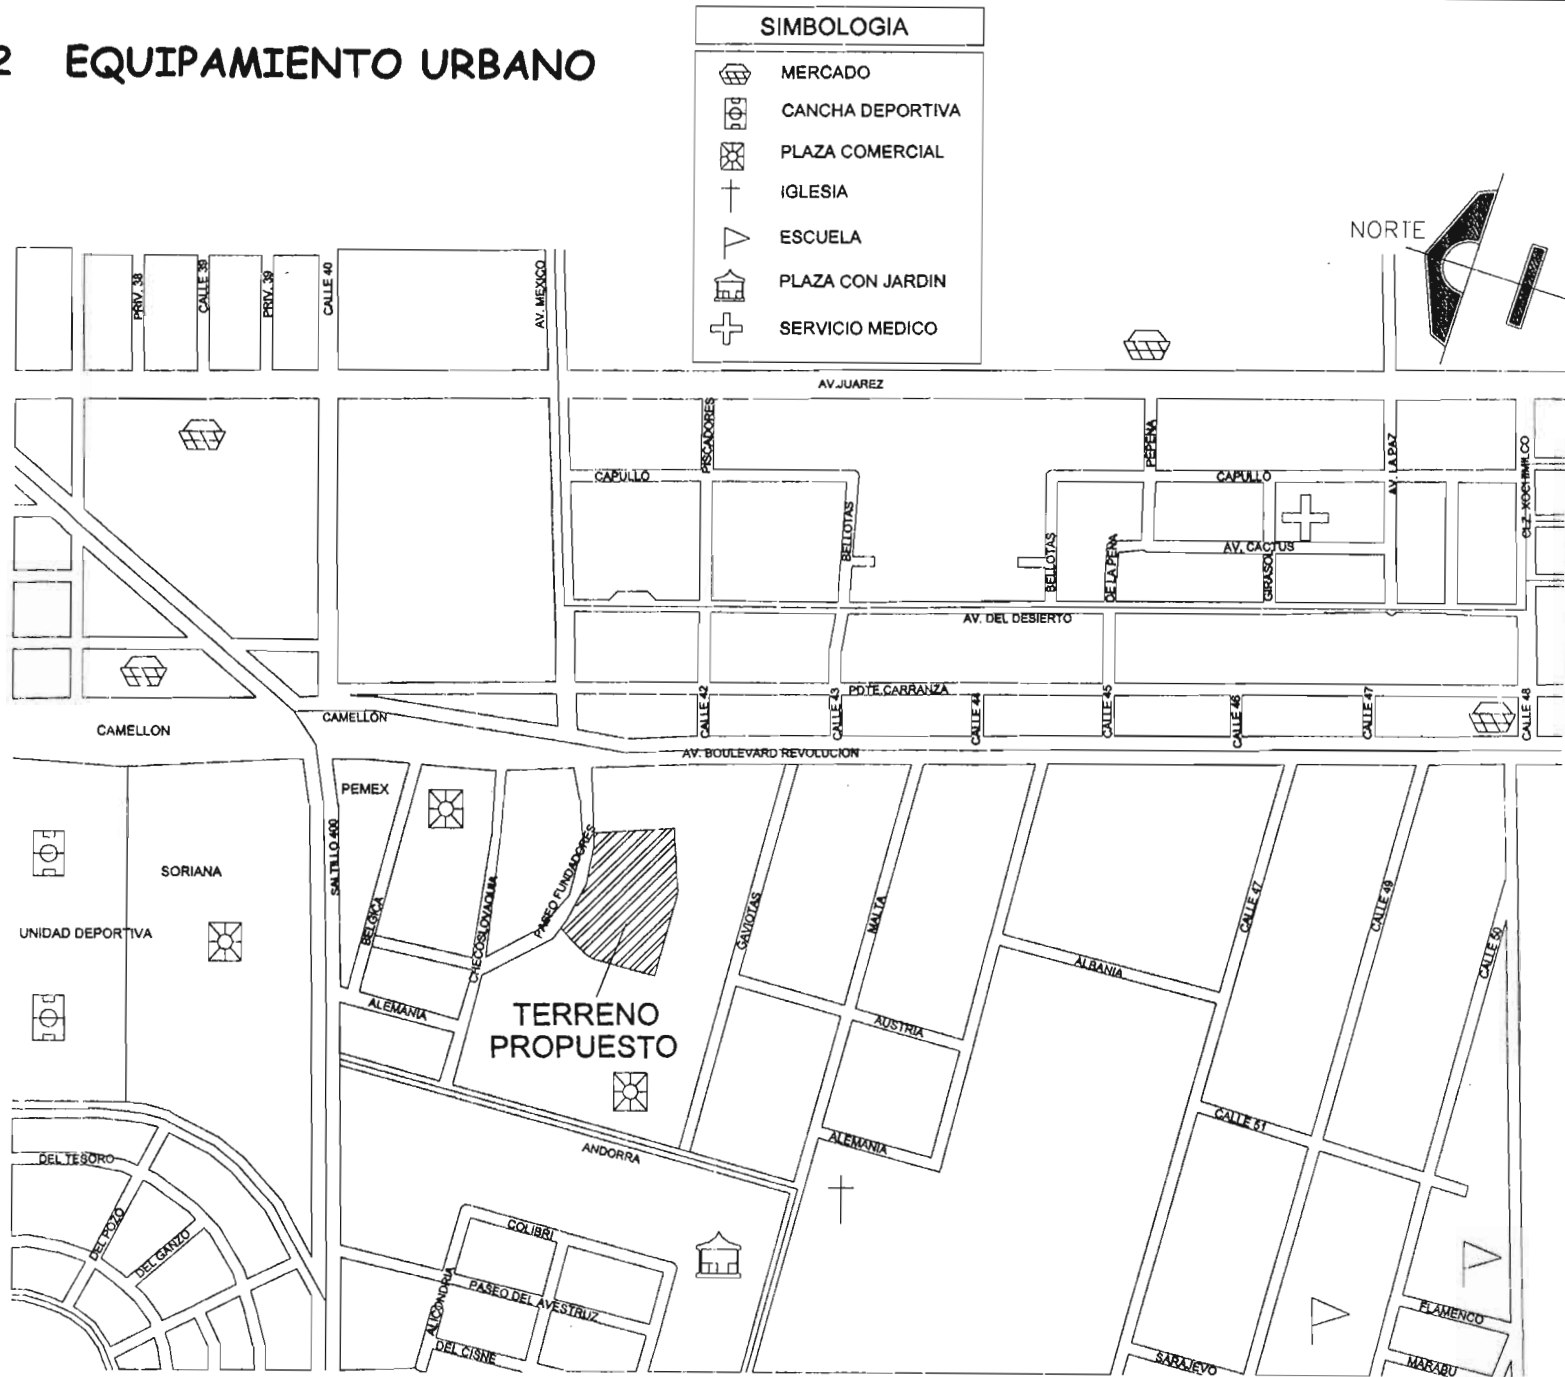 2 EQUIPAMIENTO URBANO
SIMBOLOGIA
MERCADO
CANCHA DEPORTIVA
PLAZA COMERCIAL
IGLESIA
ESCUELA
PLAZA CON JARDIN
SERVICIO MEDICO
NORTE
PRIV. 38
CALLE 39
PRIV. 39
CALLE 40
AV. MEXICO
AV.JUAREZ
PISCADORES
PEPENA
AV. LA PAZ
CLZ. XOCHIMILCO
CAPULLO
CAPULLO
BELLOTAS
BELLOTAS
DE LA PENA
AV. CACTUS
GIRASOL
AV. DEL DESIERTO
PDTE.CARRANZA
CALLE 42
CALLE 43
CALLE 44
CALLE 45
CALLE 46
CALLE 47
CALLE 48
CAMELLON
CAMELLON
AV. BOULEVARD REVOLUCION
PEMEX
SORIANA
UNIDAD DEPORTIVA
SALTILLO 400
BELGICA
CHECOSLOVAQUIA
PASEO FUNDADORES
GAVIOTAS
MALTA
CALLE 47
CALLE 49
CALLE 50
ALBANIA
ALEMANIA
TERRENO
PROPUESTO
AUSTRIA
CALLE 51
ALEMANIA
ANDORRA
DEL TESORO
DEL POZO
DEL GANZO
COLIBRI
ALICONDRIA
PASEO DEL AVESTRUZ
DEL CISNE
FLAMENCO
SARAJEVO
MARABU